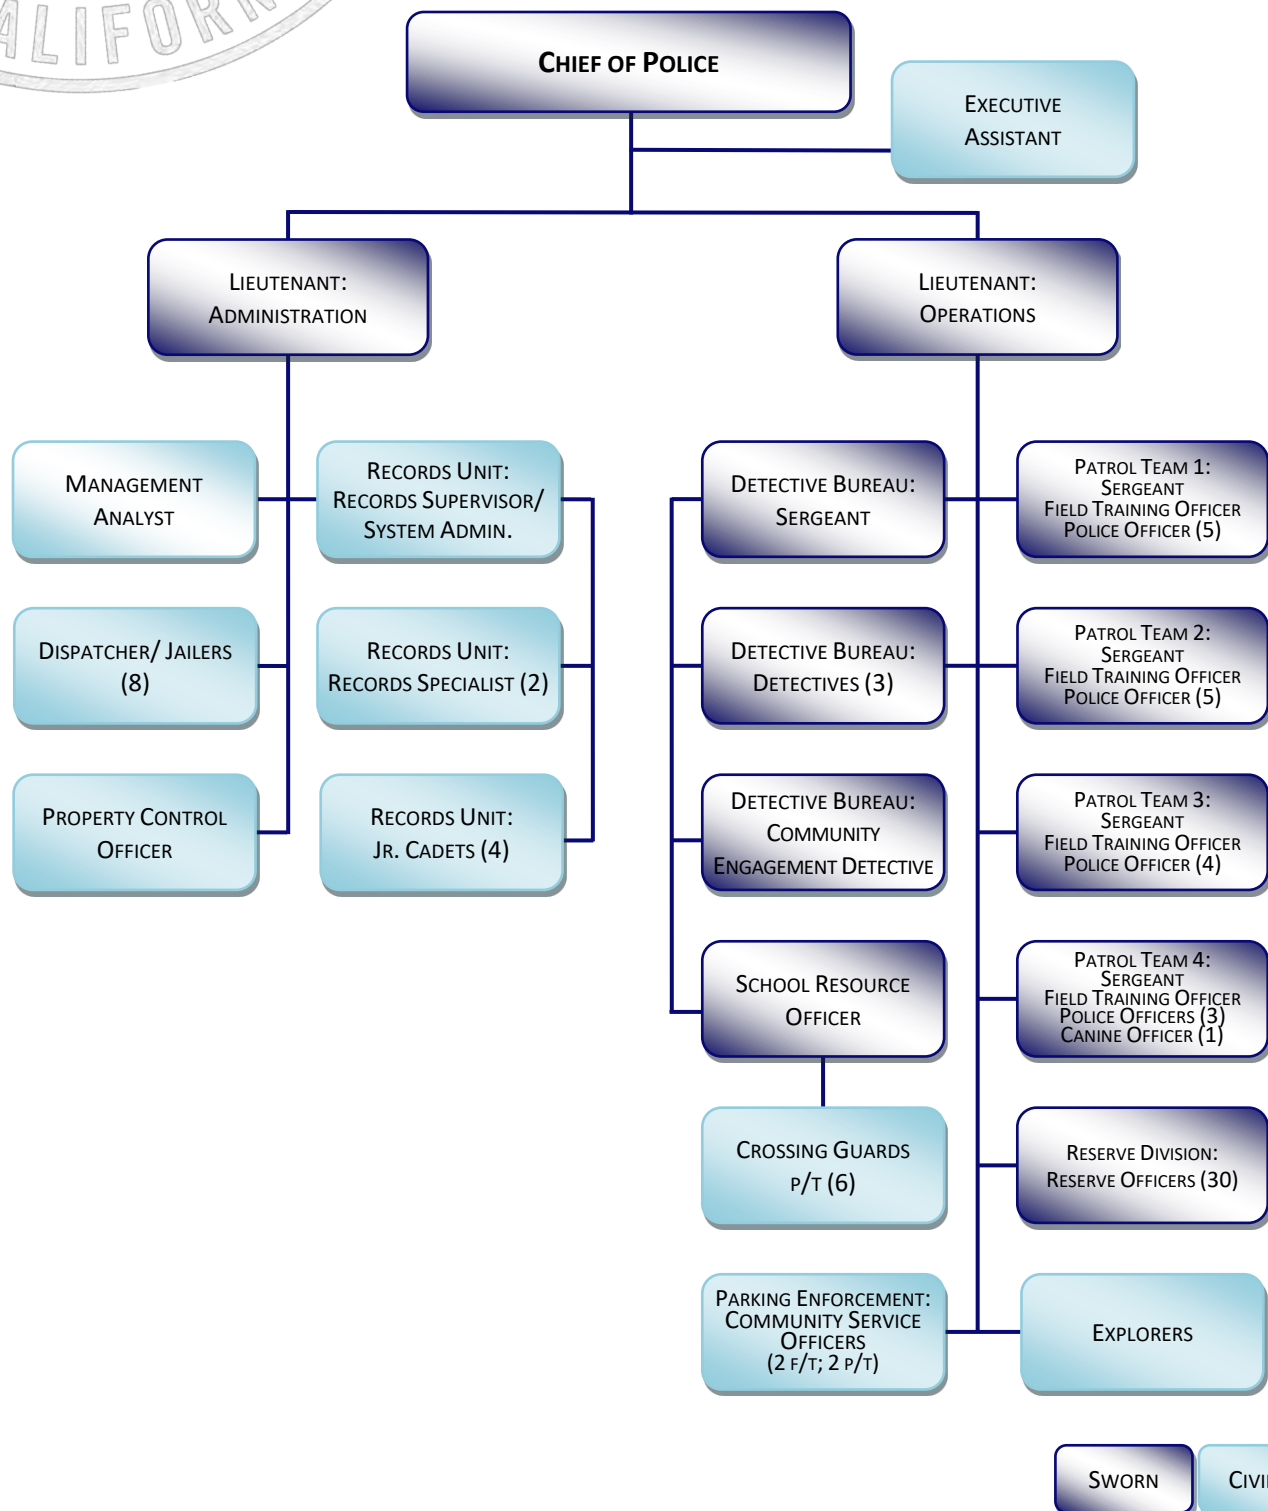 CHIEF OF POLICE
EXECUTIVE
ASSISTANT
LIEUTENANT:
ADMINISTRATION
LIEUTENANT:
OPERATIONS
MANAGEMENT
ANALYST
RECORDS UNIT:
RECORDS SUPERVISOR/
SYSTEM ADMIN.
DETECTIVE BUREAU:
SERGEANT
PATROL TEAM 1:
SERGEANT
FIELD TRAINING OFFICER
POLICE OFFICER (5)
DISPATCHER/ JAILERS
(8)
RECORDS UNIT:
RECORDS SPECIALIST (2)
DETECTIVE BUREAU:
DETECTIVES (3)
PATROL TEAM 2:
SERGEANT
FIELD TRAINING OFFICER
POLICE OFFICER (5)
PROPERTY CONTROL
OFFICER
RECORDS UNIT:
JR. CADETS (4)
DETECTIVE BUREAU:
COMMUNITY
ENGAGEMENT DETECTIVE
PATROL TEAM 3:
SERGEANT
FIELD TRAINING OFFICER
POLICE OFFICER (4)
SCHOOL RESOURCE
OFFICER
PATROL TEAM 4:
SERGEANT
FIELD TRAINING OFFICER
POLICE OFFICERS (3)
CANINE OFFICER (1)
CROSSING GUARDS
P/T (6)
RESERVE DIVISION:
RESERVE OFFICERS (30)
PARKING ENFORCEMENT:
COMMUNITY SERVICE
OFFICERS
(2 F/T; 2 P/T)
EXPLORERS
SWORN